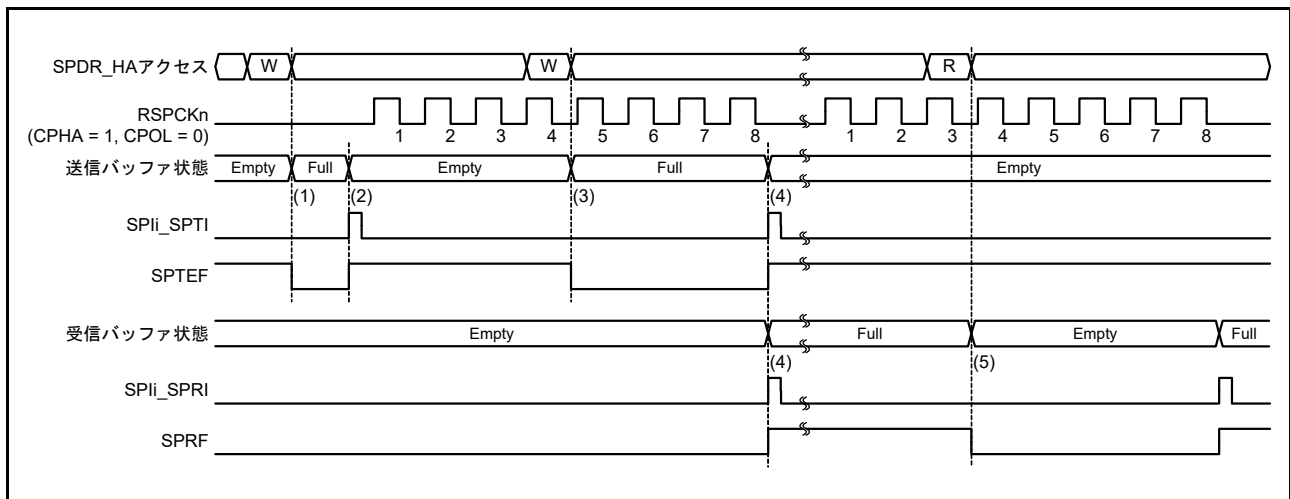 SPDR_HAアクセス W W R
RSPCKn
(CPHA = 1, CPOL = 0)
1 2 3 4 5 6 7 8 1 2 3 4 5 6 7 8
送信バッファ状態 Empty Full Empty Full Empty
(1) (2) (3) (4)
SPIi_SPTI
SPTEF
受信バッファ状態 Empty Full Empty Full
(4) (5)
SPIi_SPRI
SPRF